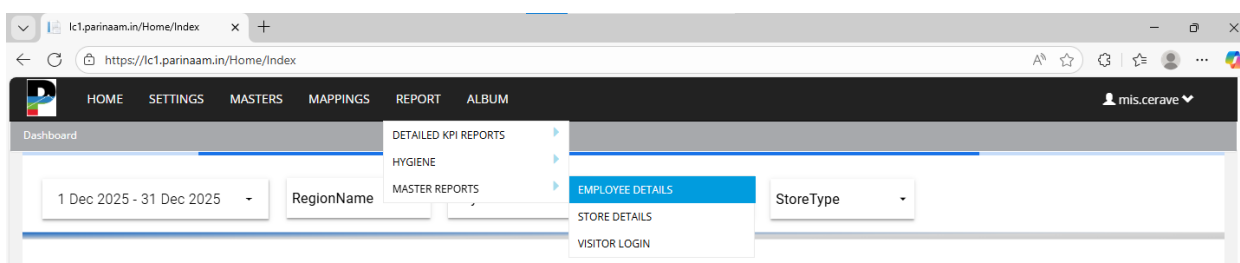 lc1.parinaam.in/Home/Index
https://lc1.parinaam.in/Home/Index
HOME SETTINGS MASTERS MAPPINGS REPORT ALBUM mis.cerave
Dashboard
DETAILED KPI REPORTS
HYGIENE
MASTER REPORTS
EMPLOYEE DETAILS
STORE DETAILS
VISITOR LOGIN
1 Dec 2025 - 31 Dec 2025
RegionName
StoreType